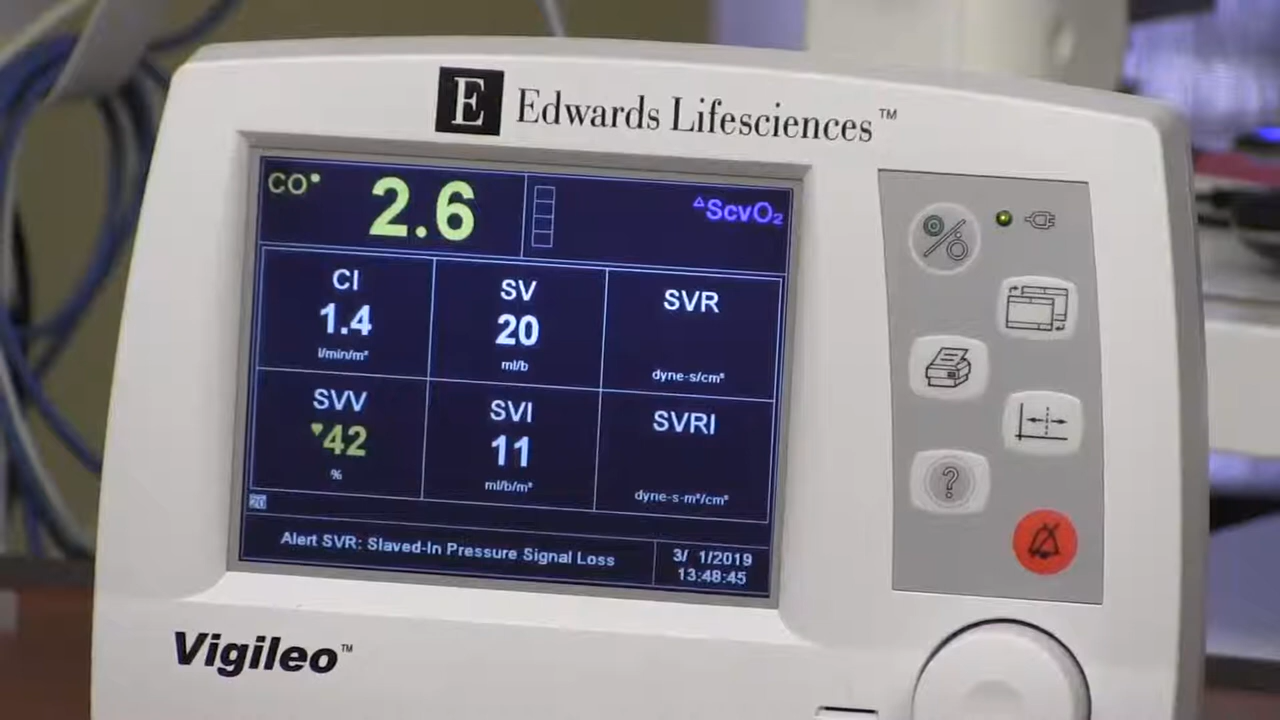 E Edwards Lifesciences™
CO• 2.6
△ScvO₂
CI
1.4
l/min/m²
SV
20
ml/b
SVR
dyne-s/cm⁵
SVV
♥42
%
SVI
11
ml/b/m²
SVRI
dyne-s-m²/cm⁵
20
Alert SVR: Slaved-In Pressure Signal Loss
3/ 1/2019
13:48:45
?
Vigileo™